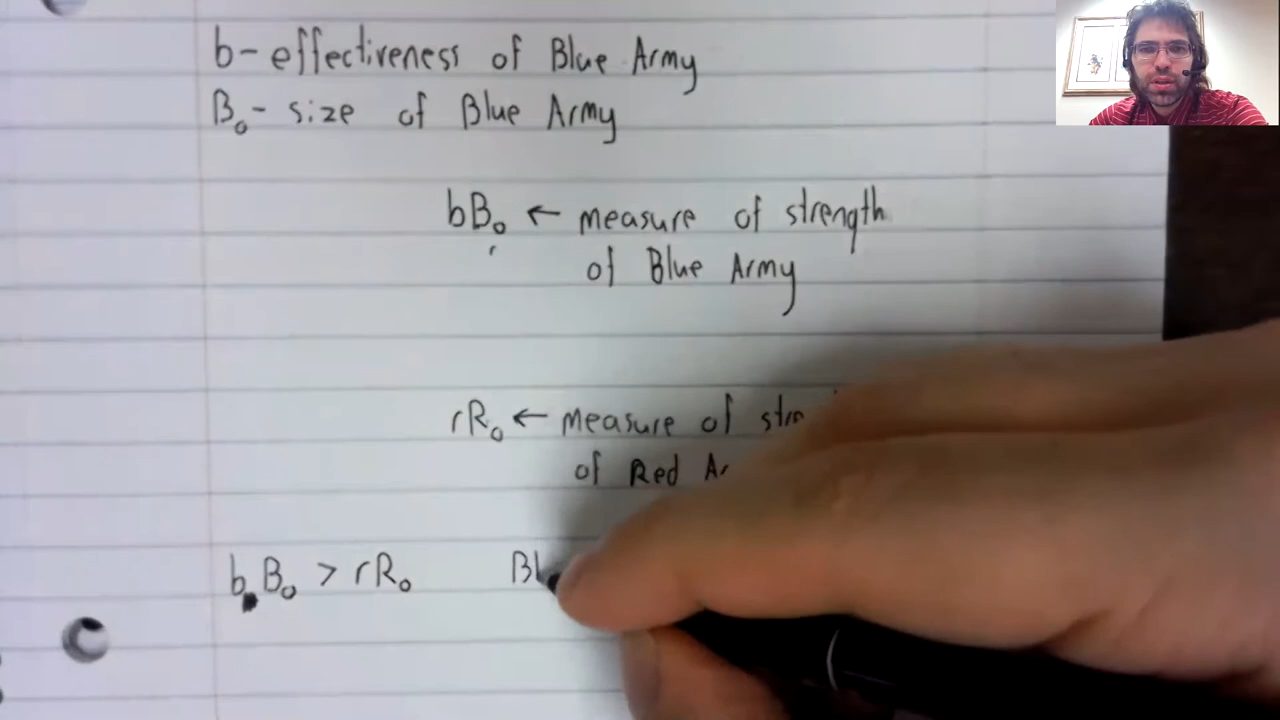 b- effectiveness of Blue Army
B₀- size of Blue Army
bB₀ ← measure of strength
of Blue Army
rR₀ ← measure of
of Red
bB₀ > rR₀